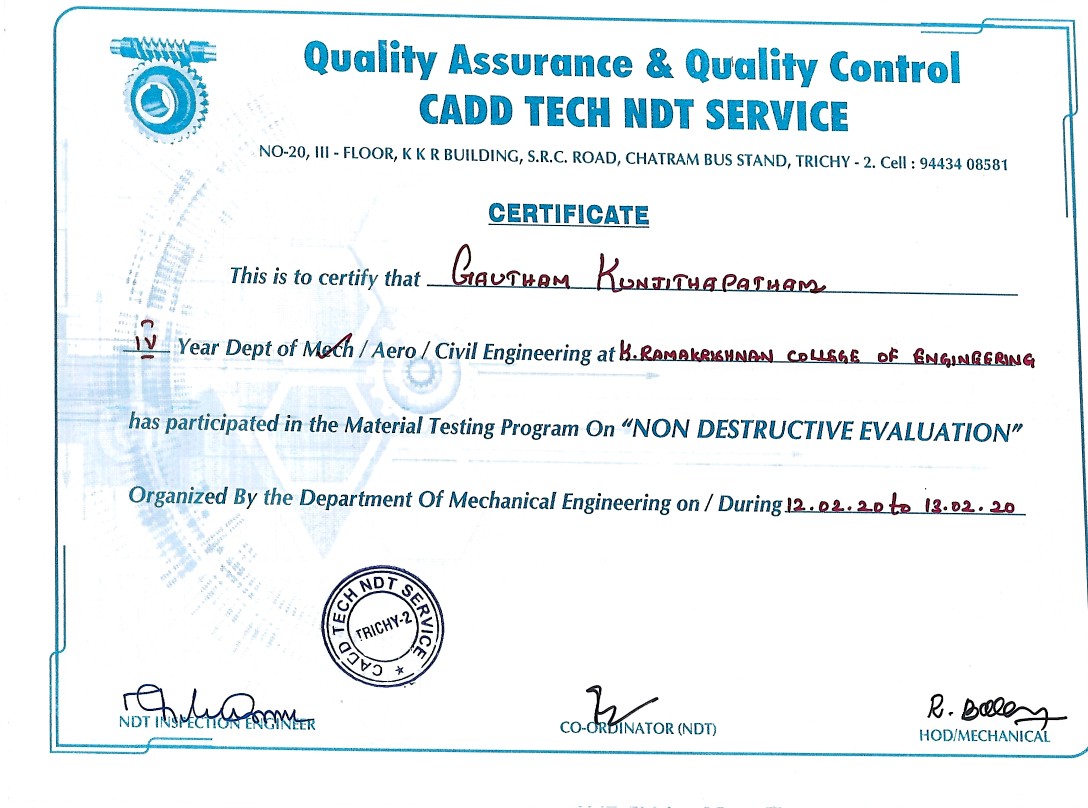 Quality Assurance & Quality Control
CADD TECH NDT SERVICE
NO-20, III - FLOOR, K K R BUILDING, S.R.C. ROAD, CHATRAM BUS STAND, TRICHY - 2. Cell : 94434 08581
CERTIFICATE
This is to certify that GAUTHAM KUNJITHAPATHAM
IV Year Dept of Mech / Aero / Civil Engineering at K.RAMAKRISHNAN COLLEGE OF ENGINEERING
has participated in the Material Testing Program On “NON DESTRUCTIVE EVALUATION”
Organized By the Department Of Mechanical Engineering on / During 12.02.20 to 13.02.20
CADD TECH NDT SERVICE
TRICHY-2
NDT INSPECTION ENGINEER
CO-ORDINATOR (NDT)
R.
HOD/MECHANICAL